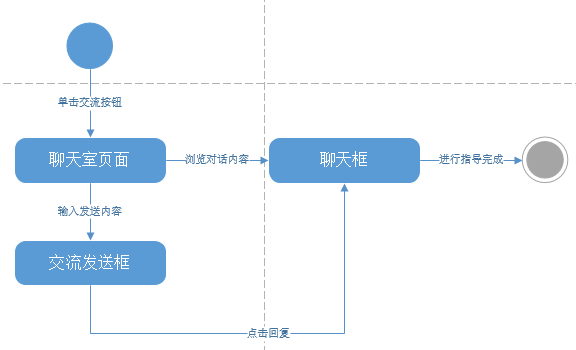 单击交流按钮
聊天室页面
浏览对话内容
聊天框
进行指导完成
输入发送内容
交流发送框
点击回复